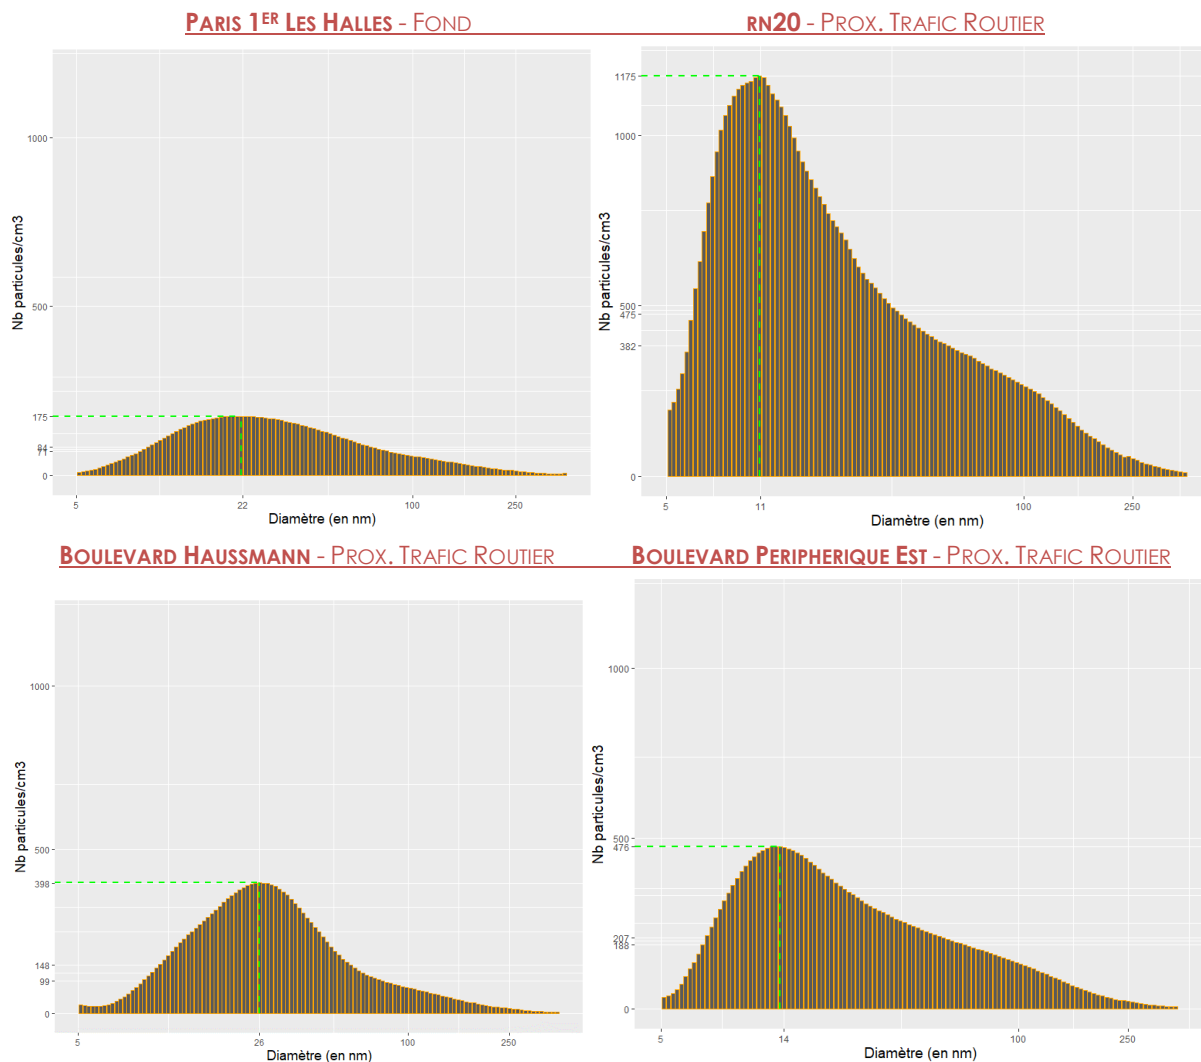 PARIS 1ER LES HALLES - FOND
1000
500
175
84
71
0
Nb particules/cm3
5 22 100 250
Diamètre (en nm)
RN20 - PROX. TRAFIC ROUTIER
1175
1000
500
475
382
0
Nb particules/cm3
5 11 100 250
Diamètre (en nm)
BOULEVARD HAUSSMANN - PROX. TRAFIC ROUTIER
1000
500
398
148
99
0
Nb particules/cm3
5 26 100 250
Diamètre (en nm)
BOULEVARD PERIPHERIQUE EST - PROX. TRAFIC ROUTIER
1000
500
476
207
188
0
Nb particules/cm3
5 14 100 250
Diamètre (en nm)